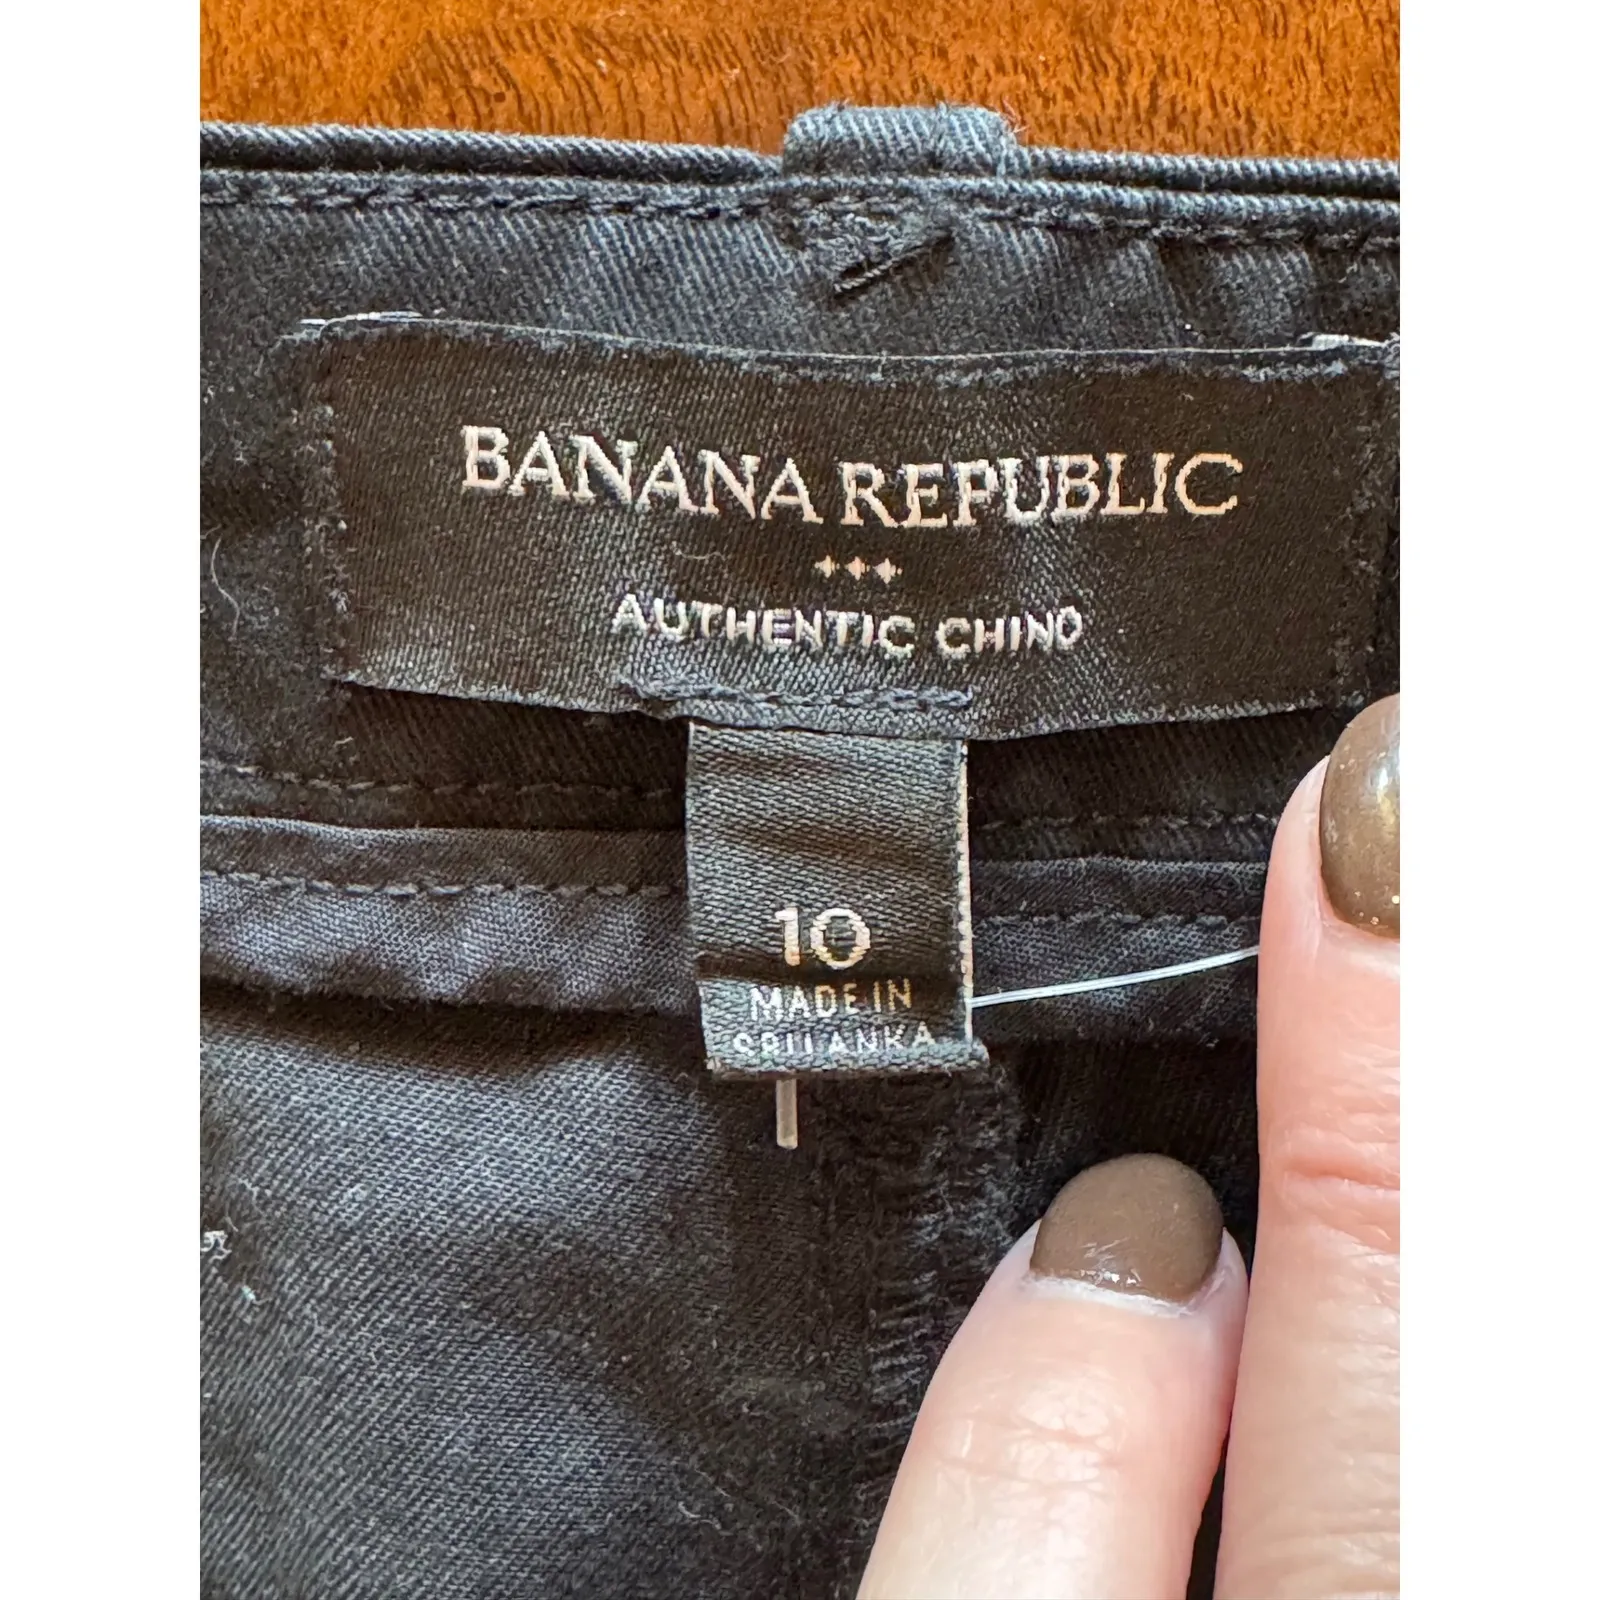 BANANA REPUBLIC
AUTHENTIC CHINO
10
MADE IN
SRI LANKA